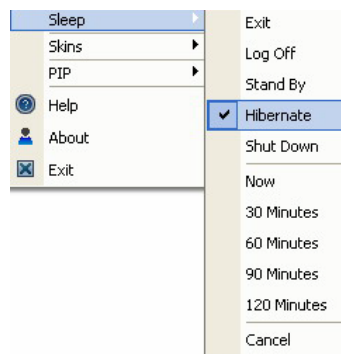 Sleep
Skins
PIP
Help
About
Exit
Exit
Log Off
Stand By
Hibernate
Shut Down
Now
30 Minutes
60 Minutes
90 Minutes
120 Minutes
Cancel